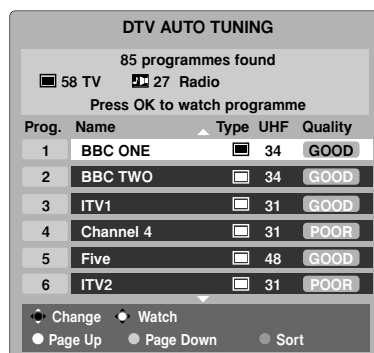 DTV AUTO TUNING
85 programmes found
58 TV 27 Radio
Press OK to watch programme
Prog. Name Type UHF Quality
1 BBC ONE 34 GOOD
2 BBC TWO 34 GOOD
3 ITV1 31 GOOD
4 Channel 4 31 POOR
5 Five 48 GOOD
6 ITV2 31 POOR
Change Watch
Page Up Page Down Sort